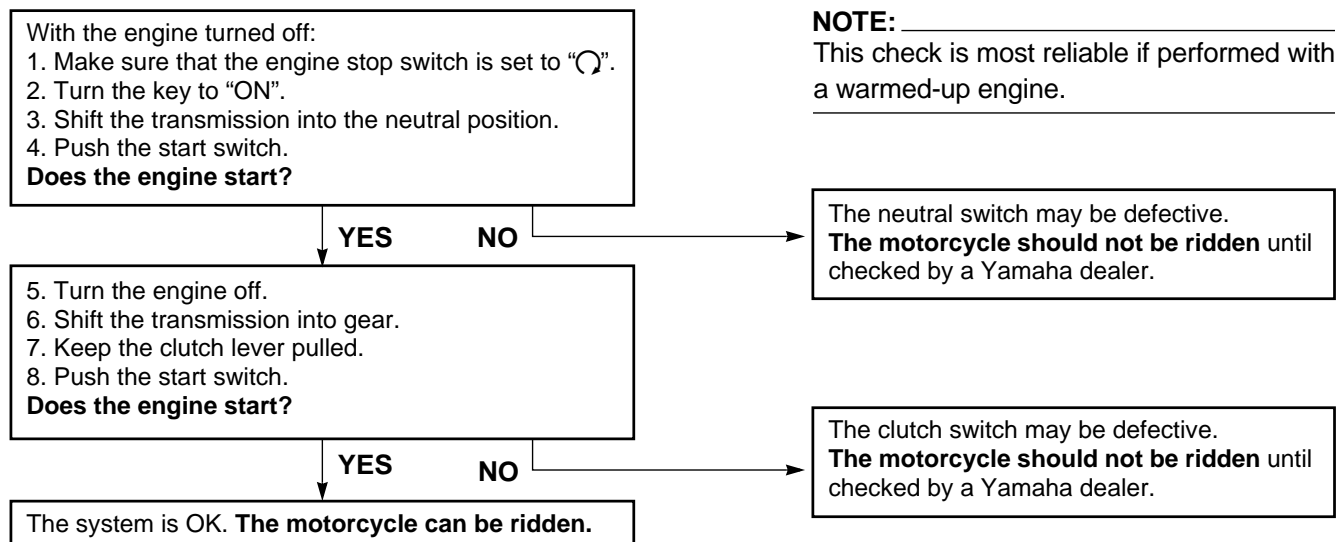 With the engine turned off:
1. Make sure that the engine stop switch is set to “⟳”.
2. Turn the key to “ON”.
3. Shift the transmission into the neutral position.
4. Push the start switch.
Does the engine start?
NOTE:
This check is most reliable if performed with
a warmed-up engine.
YES NO
The neutral switch may be defective.
The motorcycle should not be ridden until
checked by a Yamaha dealer.
5. Turn the engine off.
6. Shift the transmission into gear.
7. Keep the clutch lever pulled.
8. Push the start switch.
Does the engine start?
YES NO
The clutch switch may be defective.
The motorcycle should not be ridden until
checked by a Yamaha dealer.
The system is OK. The motorcycle can be ridden.